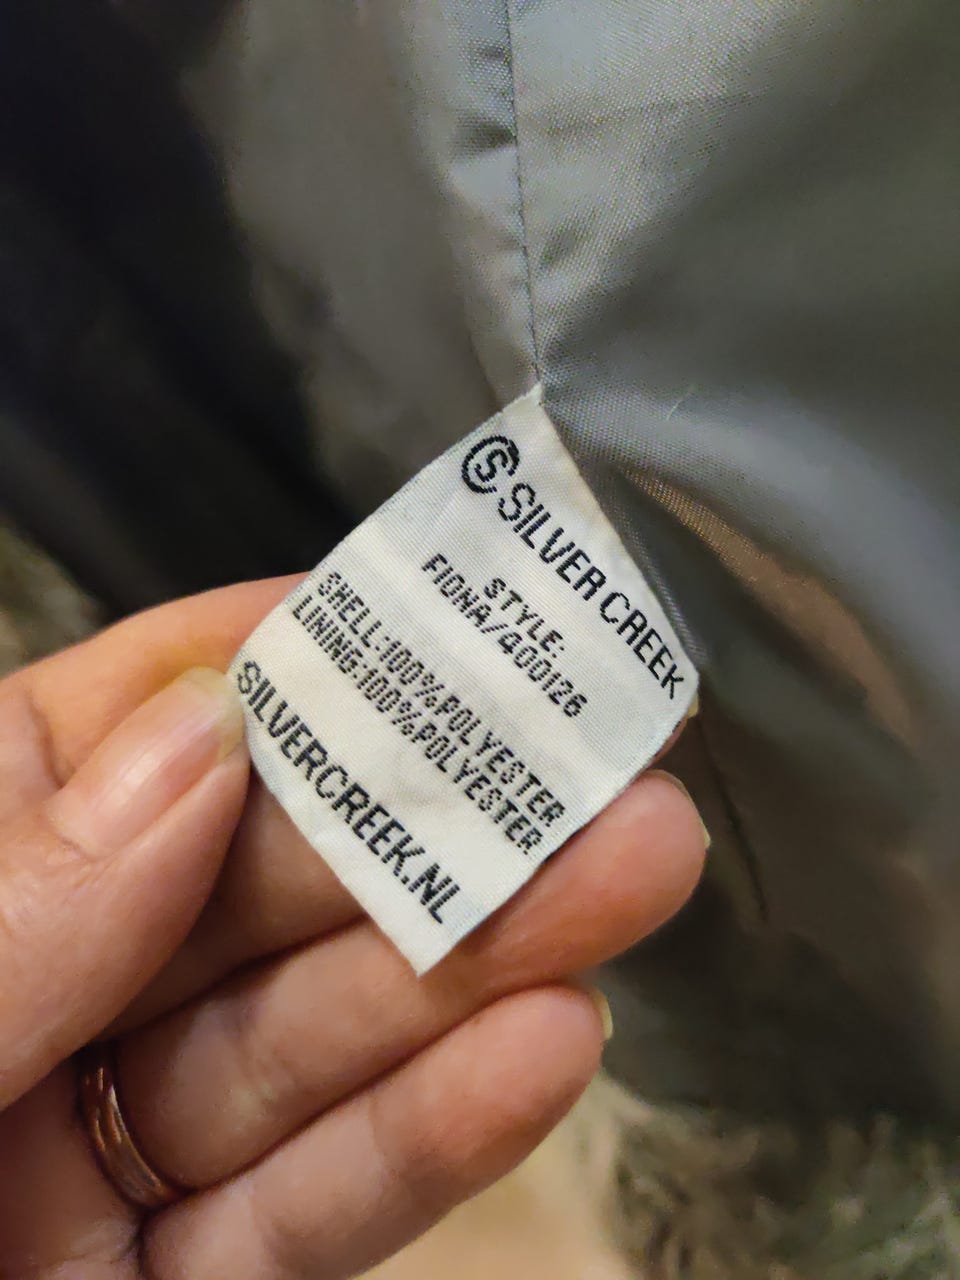 SILVER CREEK
STYLE:
FIONA/400126
SHELL:100%POLYESTER
LINING:100%POLYESTER
SILVERCREEK.NL